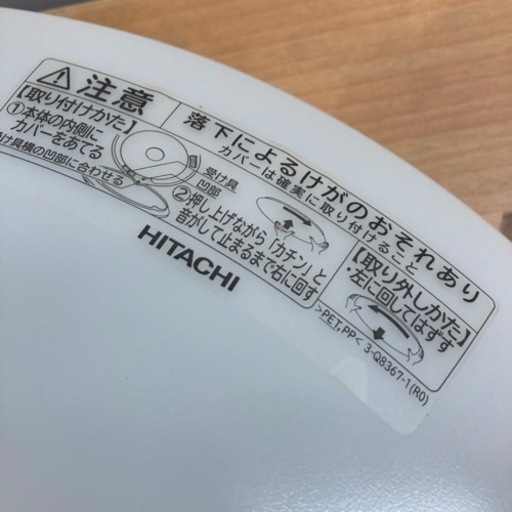 注意
落下によるけがのおそれあり
カバーは確実に取り付けること
【取り付けかた】
①本体の内側に
カバーをあてる
け具横の凹部に合わせる
受け具
凹部
②押し上げながら「カチン」と
音がして止まるまで右に回す
【取り外しかた】
・左に回してはずす
>PET,PP< 3-Q8367-1(R0)
HITACHI